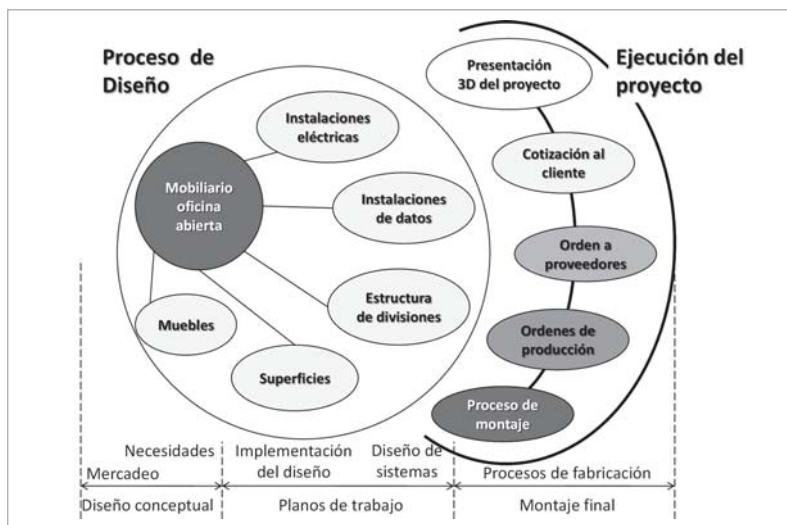 Proceso de
Diseño
Ejecución del
proyecto
Presentación
3D del proyecto
Instalaciones
eléctricas
Cotización al
cliente
Mobiliario
oficina
abierta
Instalaciones
de datos
Orden a
proveedores
Estructura
de divisiones
Muebles
Ordenes de
producción
Superficies
Proceso de
montaje
Necesidades
Mercadeo
Implementación
del diseño
Diseño de
sistemas
Procesos de fabricación
Diseño conceptual
Planos de trabajo
Montaje final